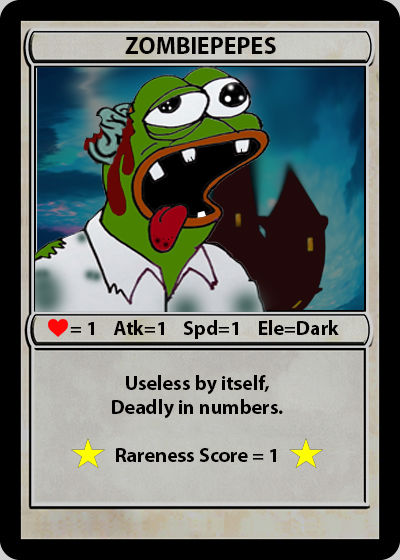 ZOMBIEPEPES
❤= 1 Atk=1 Spd=1 Ele=Dark
Useless by itself,
Deadly in numbers.
Rareness Score = 1